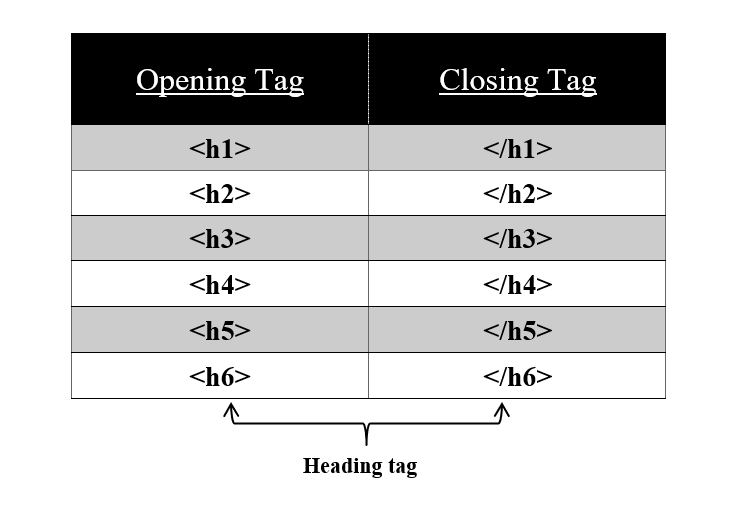 Opening Tag Closing Tag
<h1> </h1>
<h2> </h2>
<h3> </h3>
<h4> </h4>
<h5> </h5>
<h6> </h6>
Heading tag